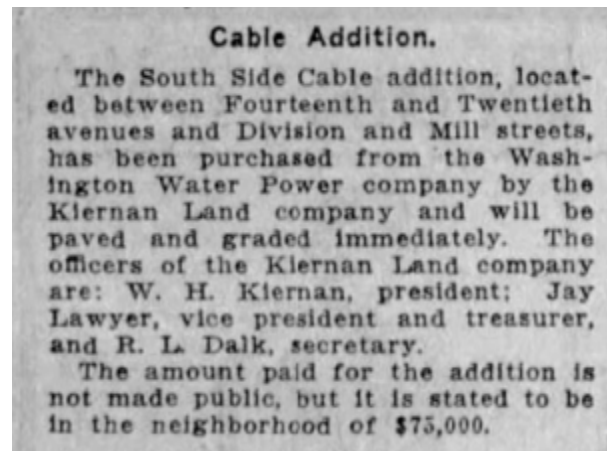 Cable Addition.
The South Side Cable addition, locat-
ed between Fourteenth and Twentieth
avenues and Division and Mill streets,
has been purchased from the Wash-
ington Water Power company by the
Kiernan Land company and will be
paved and graded immediately. The
officers of the Kiernan Land company
are: W. H. Kiernan, president; Jay
Lawyer, vice president and treasurer,
and R. L. Dalk, secretary.
The amount paid for the addition is
not made public, but it is stated to be
in the neighborhood of $75,000.